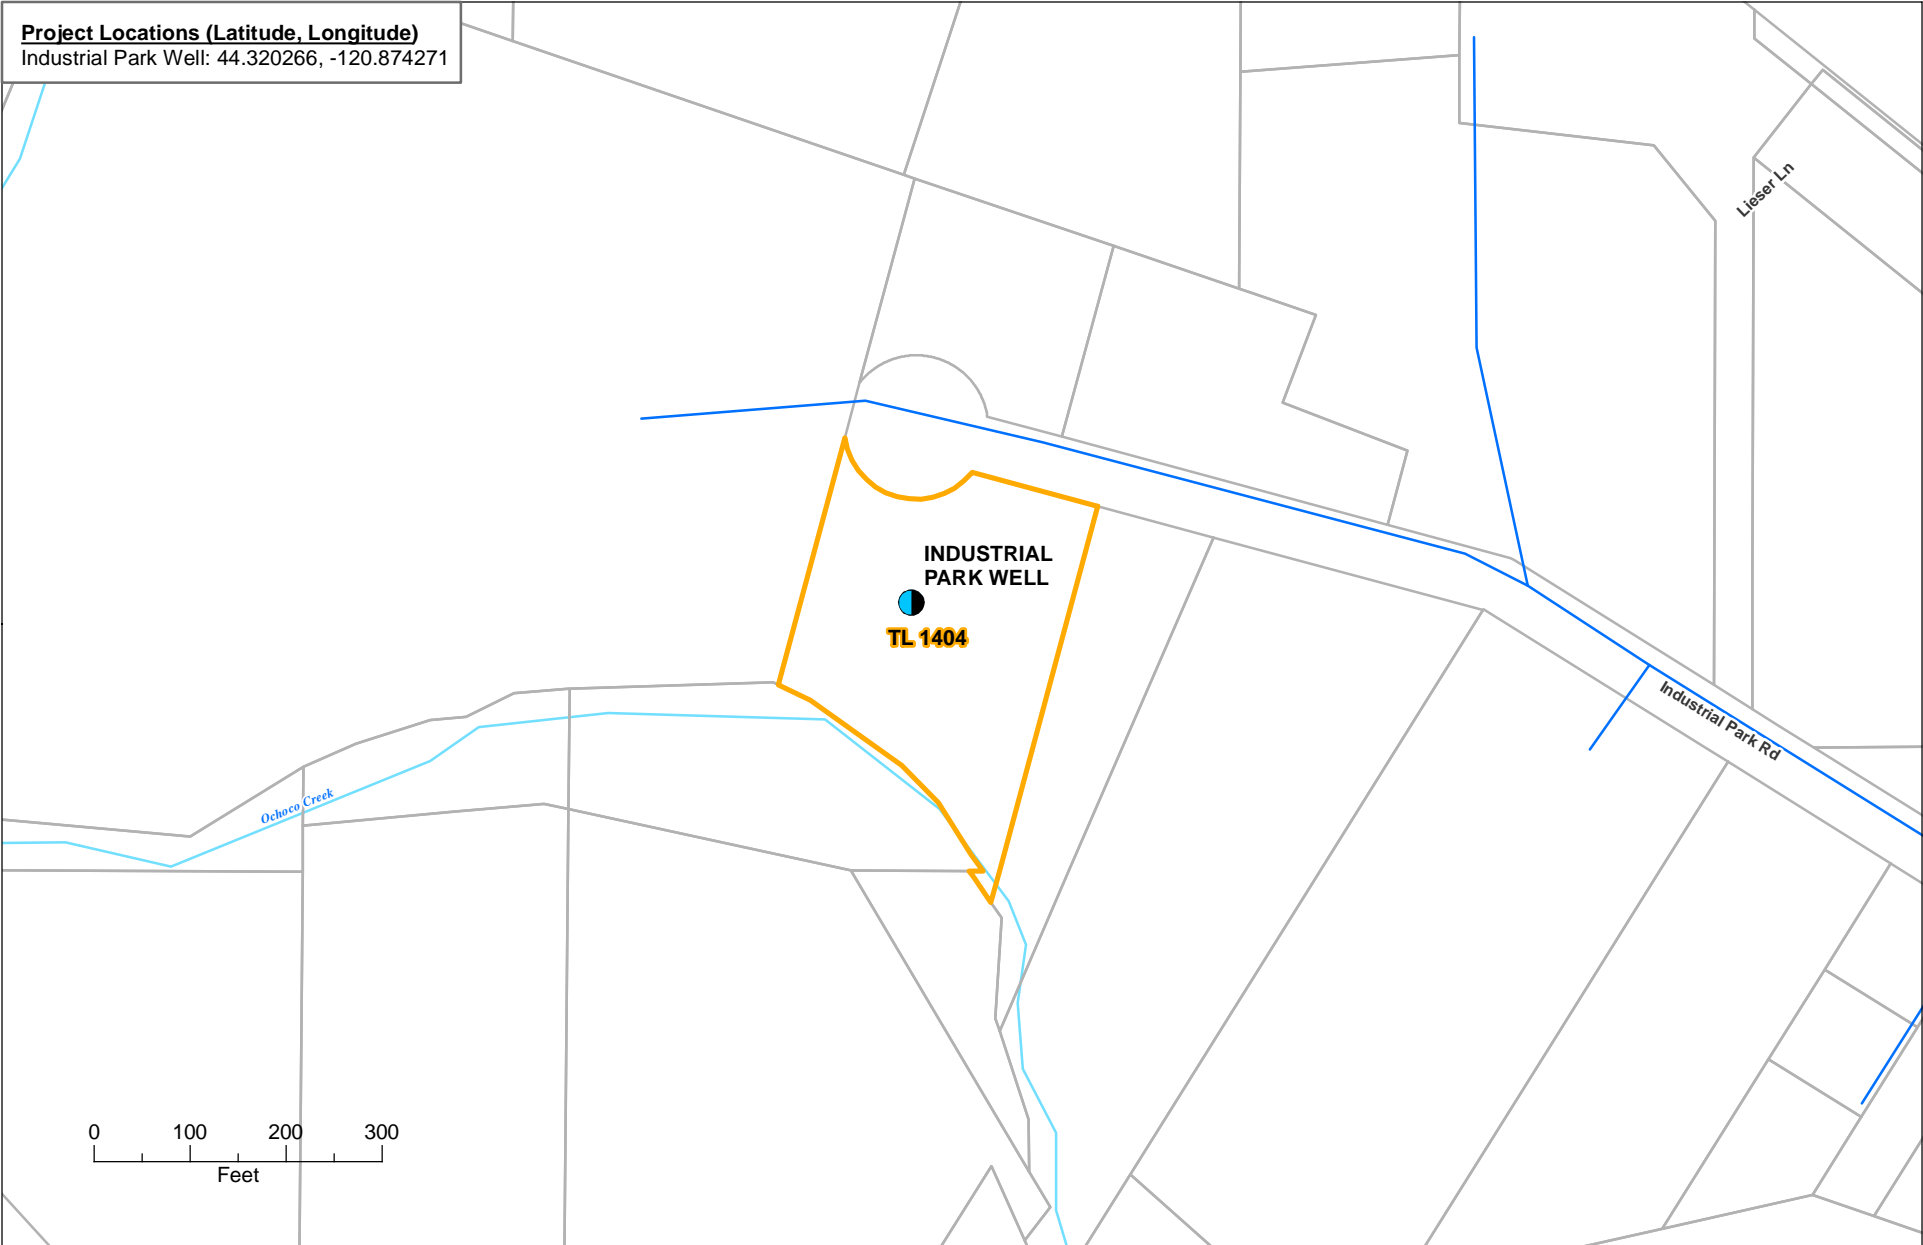 Project Locations (Latitude, Longitude)
Industrial Park Well: 44.320266, -120.874271
Lieser Ln
INDUSTRIAL
PARK WELL
TL 1404
Industrial Park Rd
Ochoco Creek
0 100 200 300
Feet